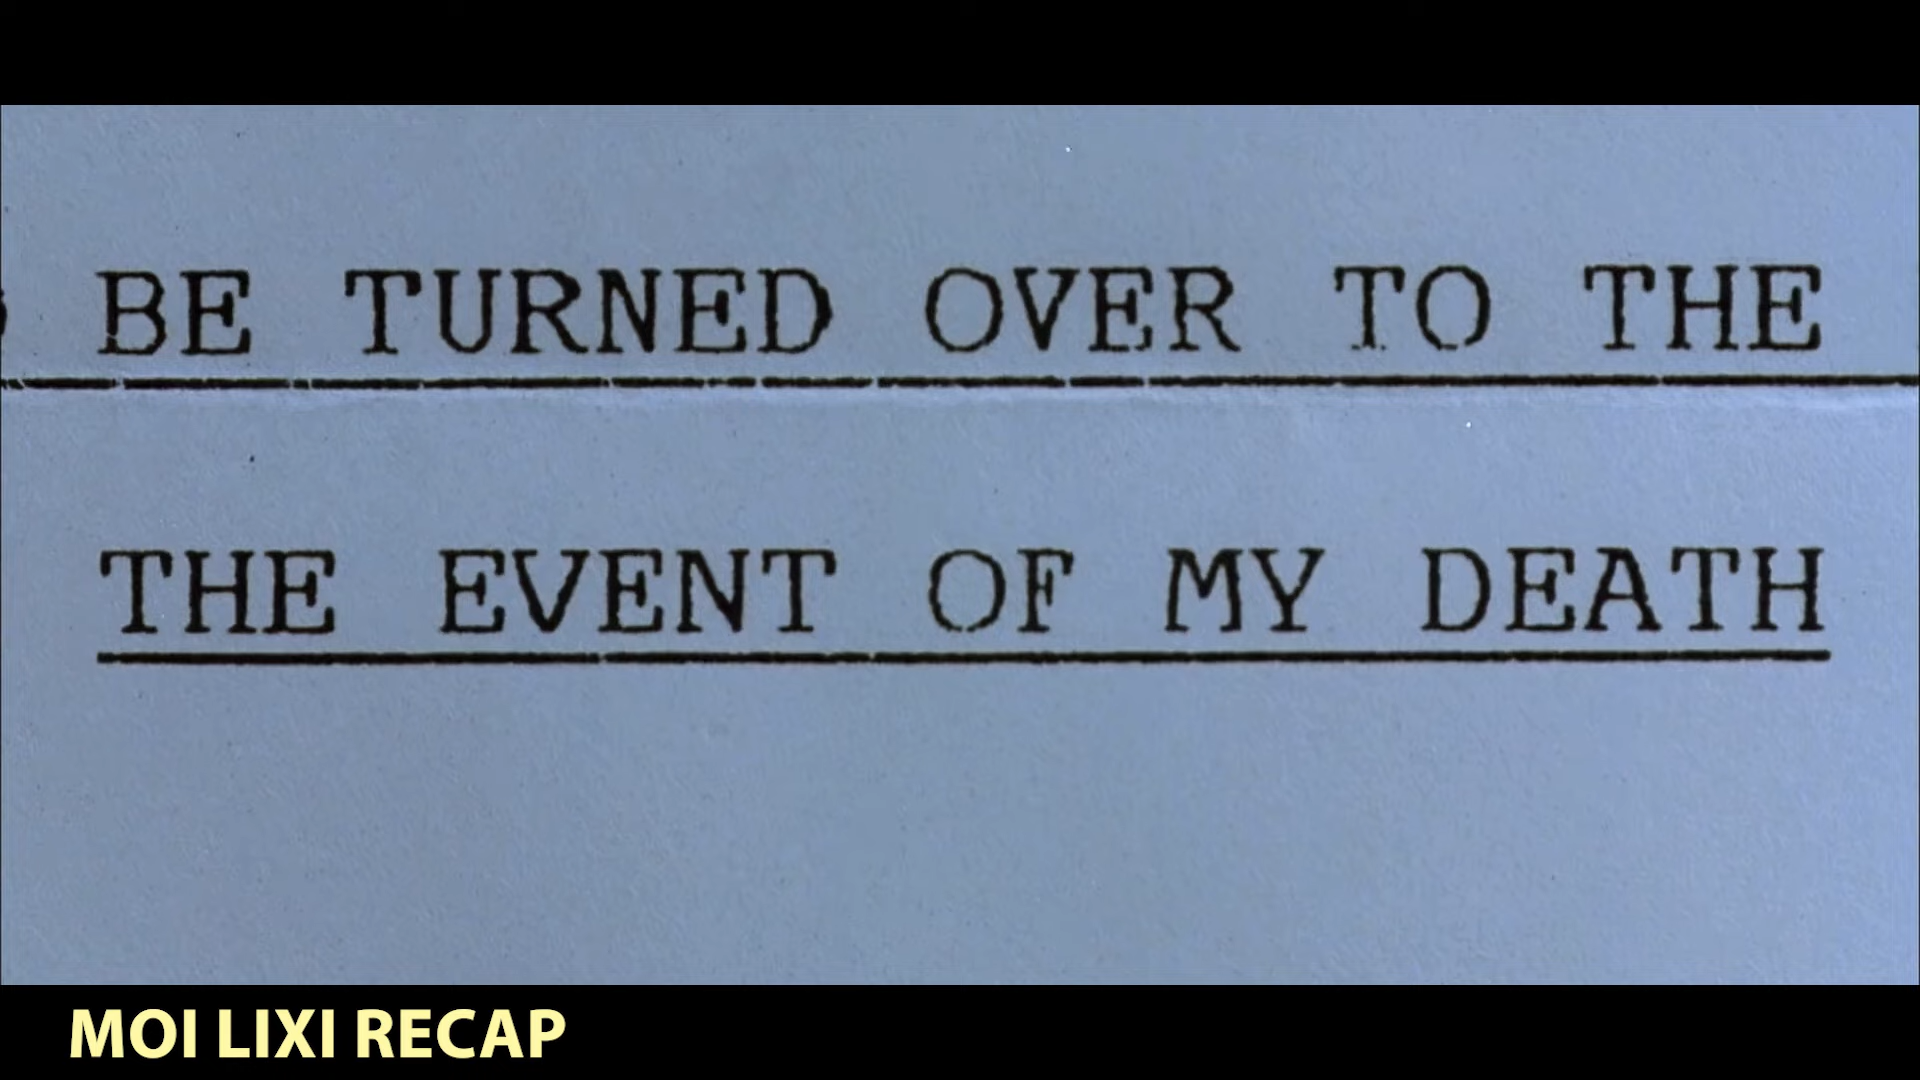 BE TURNED OVER TO THE
THE EVENT OF MY DEATH
MOI LIXI RECAP